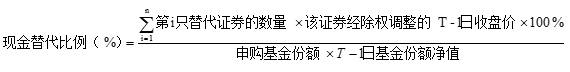 现金替代比例（%）=
n
∑第i只替代证券的数量 ×该证券经除权调整的 T-1日收盘价 ×100%
i=1
申购基金份额 ×T-1日基金份额净值